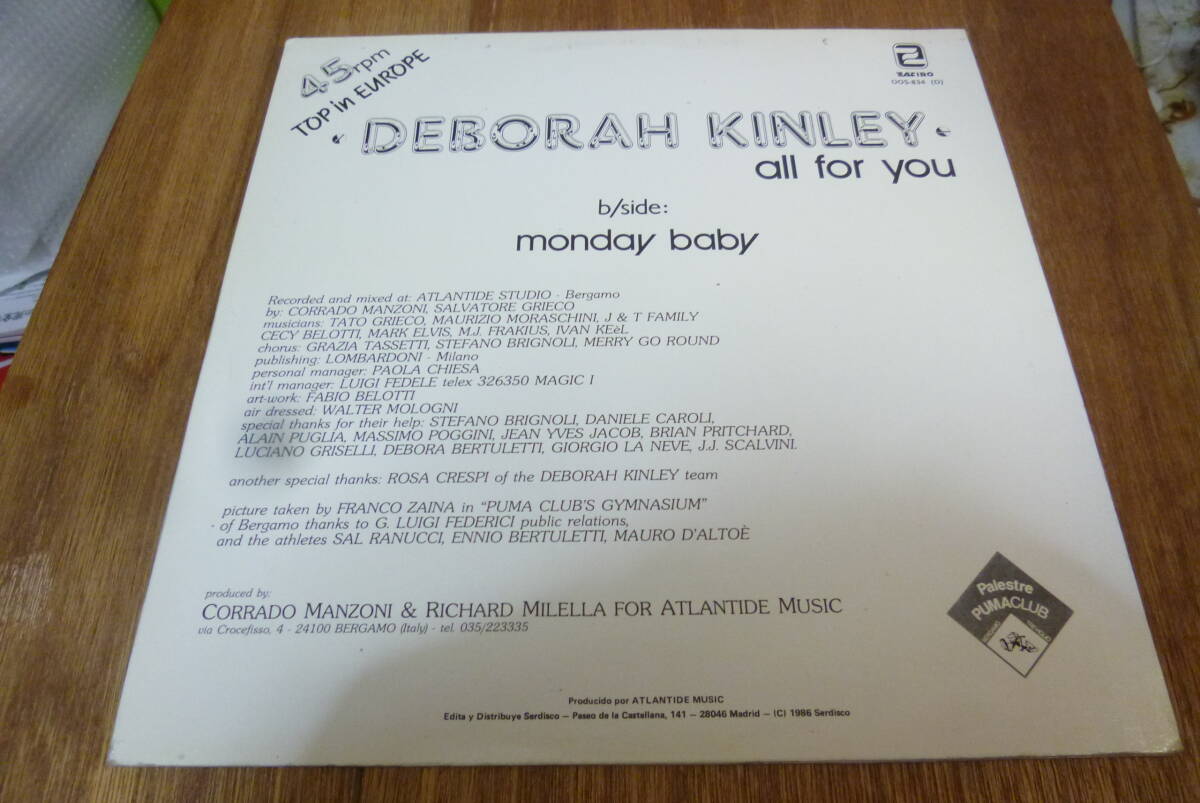 45 rpm
TOP in EUROPE
ZAFIRO
OOS-834 (D)
DEBORAH KINLEY
all for you
b/side:
monday baby
Recorded and mixed at: ATLANTIDE STUDIO - Bergamo
by: CORRADO MANZONI, SALVATORE GRIECO
musicians: TATO GRIECO, MAURIZIO MORASCHINI, J & T FAMILY
CECY BELOTTI, MARK ELVIS, M.J. FRAKIUS, IVAN KEèL
chorus: GRAZIA TASSETTI, STEFANO BRIGNOLI, MERRY GO ROUND
publishing: LOMBARDONI - Milano
personal manager: PAOLA CHIESA
int'l manager: LUIGI FEDELE telex 326350 MAGIC I
art-work: FABIO BELOTTI
air dressed: WALTER MOLOGNI
special thanks for their help: STEFANO BRIGNOLI, DANIELE CAROLI,
ALAIN PUGLIA, MASSIMO POGGINI, JEAN YVES JACOB, BRIAN PRITCHARD,
LUCIANO GRISELLI, DEBORA BERTULETTI, GIORGIO LA NEVE, J.J. SCALVINI.
another special thanks: ROSA CRESPI of the DEBORAH KINLEY team
picture taken by FRANCO ZAINA in "PUMA CLUB'S GYMNASIUM"
of Bergamo thanks to G. LUIGI FEDERICI public relations,
and the athletes SAL RANUCCI, ENNIO BERTULETTI, MAURO D'ALTOÈ
produced by:
CORRADO MANZONI & RICHARD MILELLA FOR ATLANTIDE MUSIC
via Crocefisso, 4 - 24100 BERGAMO (Italy) - tel. 035/223335
Palestre
PUMACLUB
BERGAMO
Producido por ATLANTIDE MUSIC
Edita y Distribuye Serdisco — Paseo de la Castellana, 141 — 28046 Madrid — (C) 1986 Serdisco